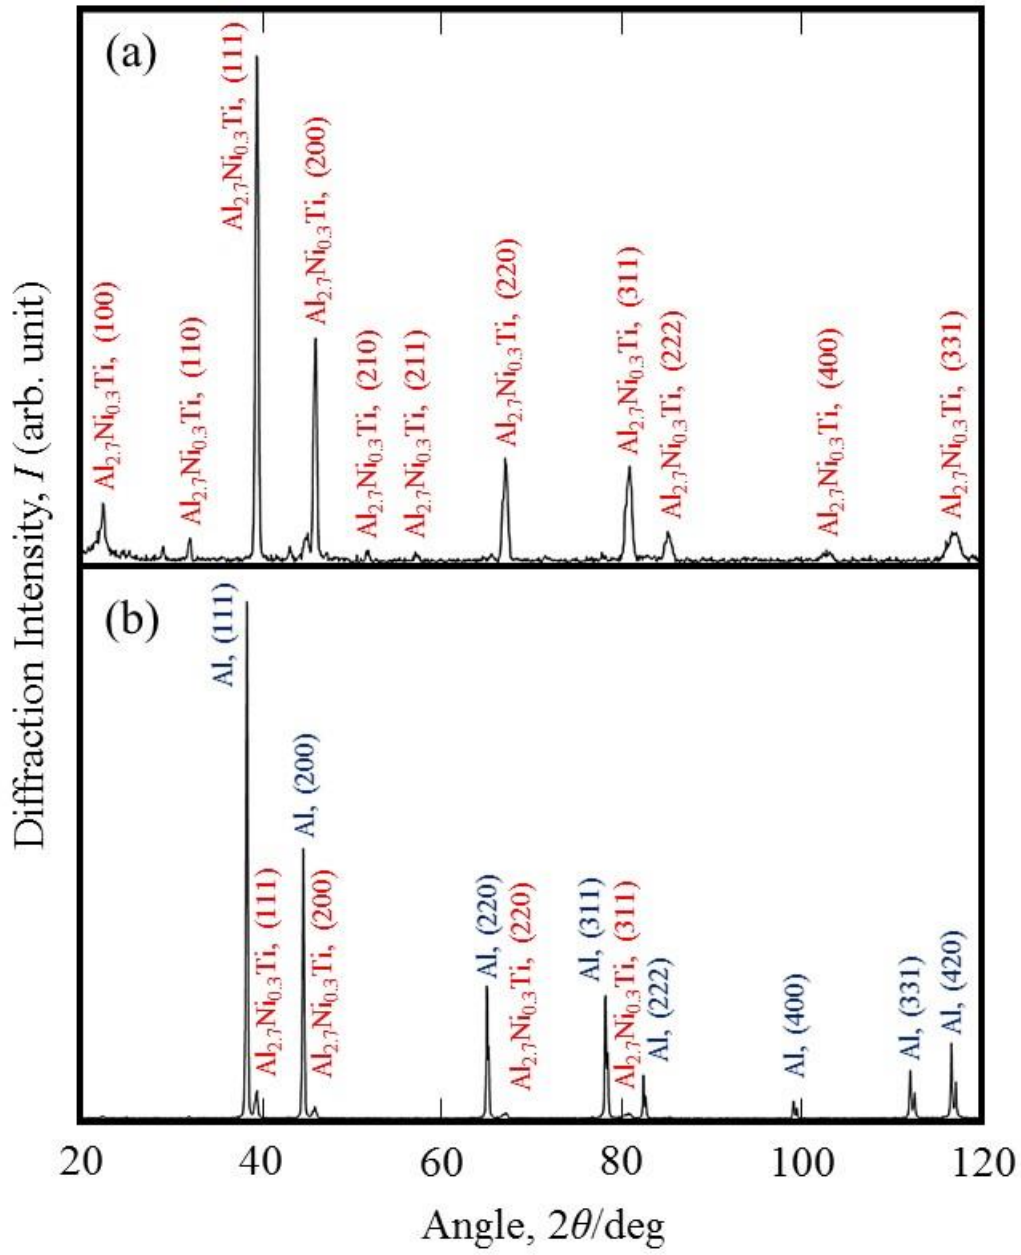 Diffraction Intensity, I (arb. unit)
(a)
Al2.7Ni0.3Ti, (100)
Al2.7Ni0.3Ti, (110)
Al2.7Ni0.3Ti, (111)
Al2.7Ni0.3Ti, (200)
Al2.7Ni0.3Ti, (210)
Al2.7Ni0.3Ti, (211)
Al2.7Ni0.3Ti, (220)
Al2.7Ni0.3Ti, (311)
Al2.7Ni0.3Ti, (222)
Al2.7Ni0.3Ti, (400)
Al2.7Ni0.3Ti, (331)
(b)
Al, (111)
Al2.7Ni0.3Ti, (111)
Al, (200)
Al2.7Ni0.3Ti, (200)
Al, (220)
Al2.7Ni0.3Ti, (220)
Al, (311)
Al2.7Ni0.3Ti, (311)
Al, (222)
Al, (400)
Al, (331)
Al, (420)
20 40 60 80 100 120
Angle, 2θ/deg